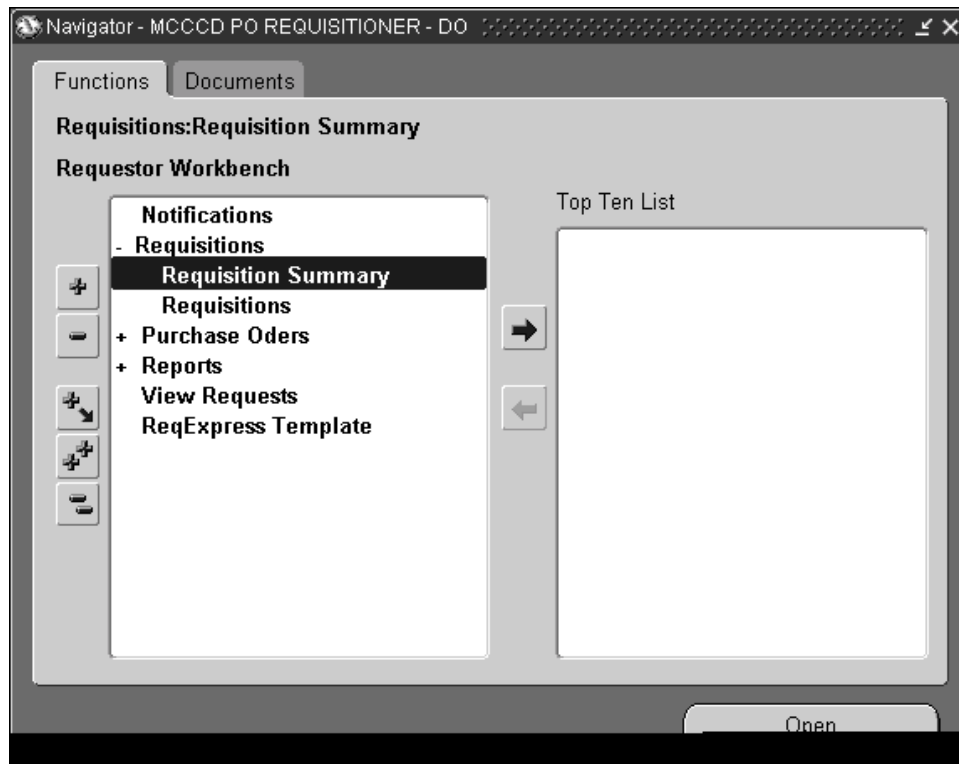 Navigator - MCCCD PO REQUISITIONER - DO
Functions Documents
Requisitions:Requisition Summary
Requestor Workbench
Top Ten List
Notifications
- Requisitions
Requisition Summary
Requisitions
+ Purchase Oders
+ Reports
View Requests
ReqExpress Template
Open